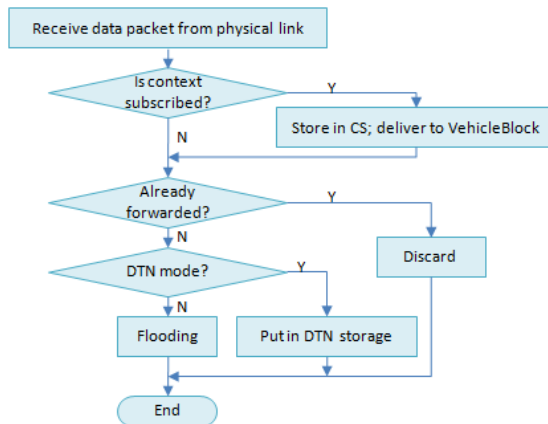 Receive data packet from physical link
Is context
subscribed?
Y
Store in CS; deliver to VehicleBlock
N
Already
forwarded?
Y
N
Discard
DTN mode?
Y
N
Flooding
Put in DTN storage
End